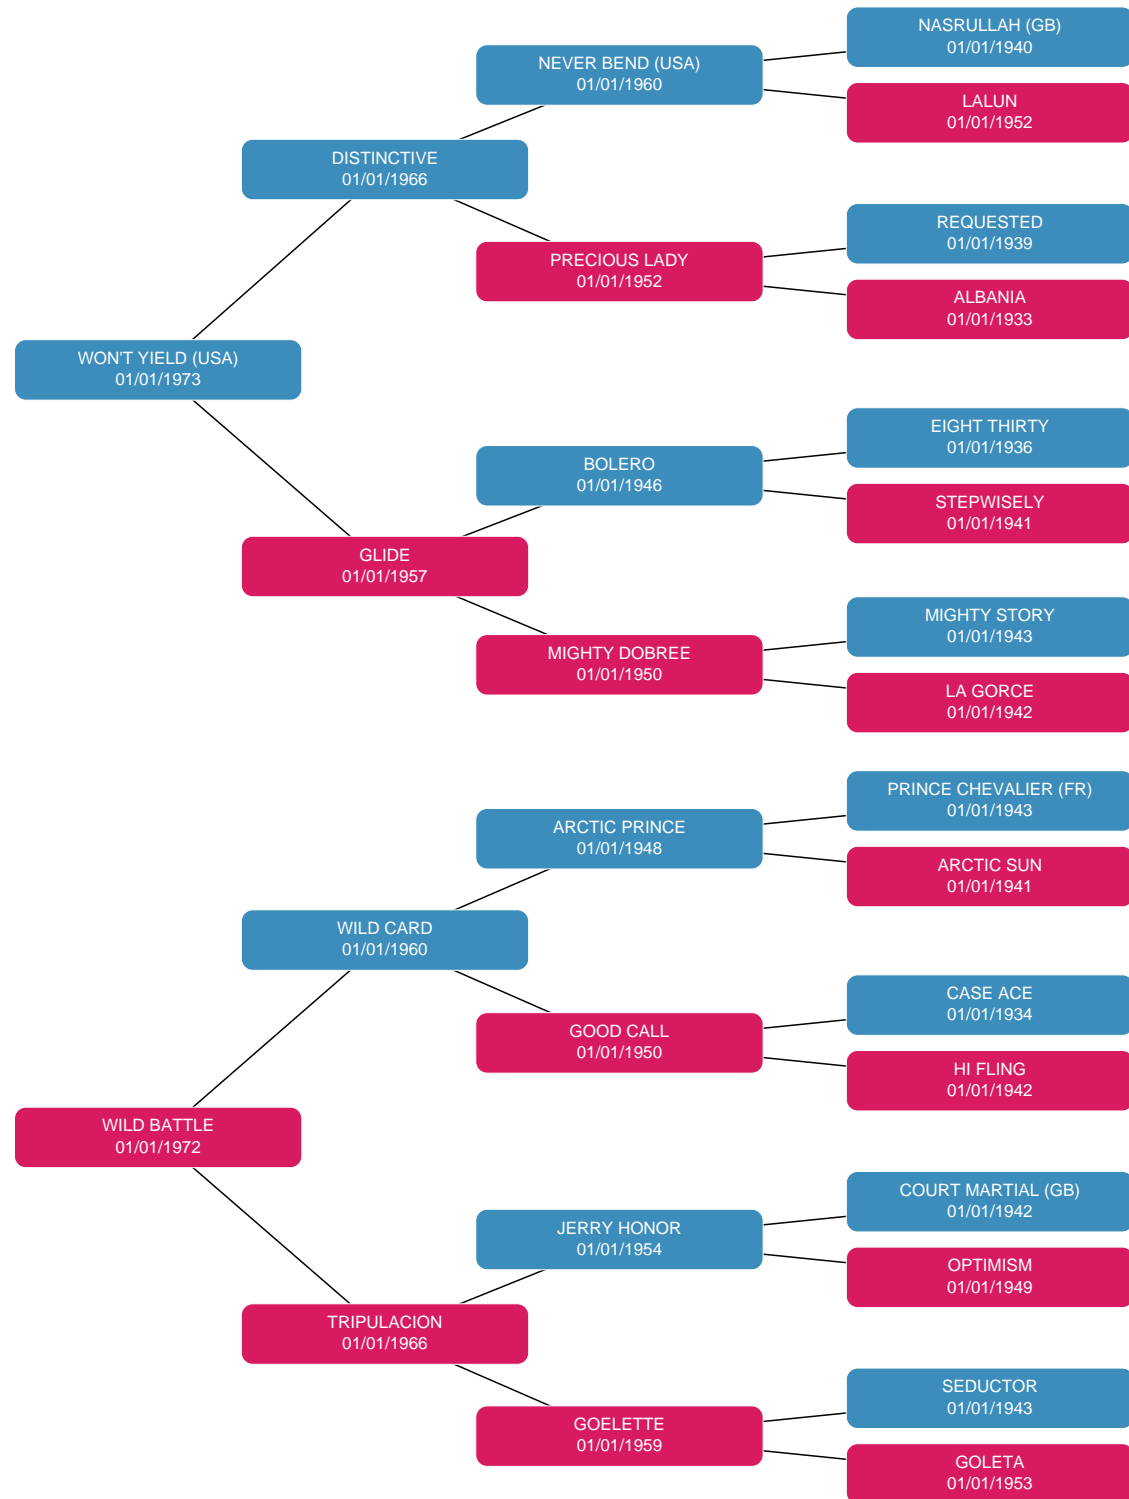 NASRULLAH (GB)
01/01/1940
NEVER BEND (USA)
01/01/1960
LALUN
01/01/1952
DISTINCTIVE
01/01/1966
REQUESTED
01/01/1939
PRECIOUS LADY
01/01/1952
ALBANIA
01/01/1933
WON'T YIELD (USA)
01/01/1973
EIGHT THIRTY
01/01/1936
BOLERO
01/01/1946
STEPWISELY
01/01/1941
GLIDE
01/01/1957
MIGHTY STORY
01/01/1943
MIGHTY DOBREE
01/01/1950
LA GORCE
01/01/1942
PRINCE CHEVALIER (FR)
01/01/1943
ARCTIC PRINCE
01/01/1948
ARCTIC SUN
01/01/1941
WILD CARD
01/01/1960
CASE ACE
01/01/1934
GOOD CALL
01/01/1950
HI FLING
01/01/1942
WILD BATTLE
01/01/1972
COURT MARTIAL (GB)
01/01/1942
JERRY HONOR
01/01/1954
OPTIMISM
01/01/1949
TRIPULACION
01/01/1966
SEDUCTOR
01/01/1943
GOELETTE
01/01/1959
GOLETA
01/01/1953